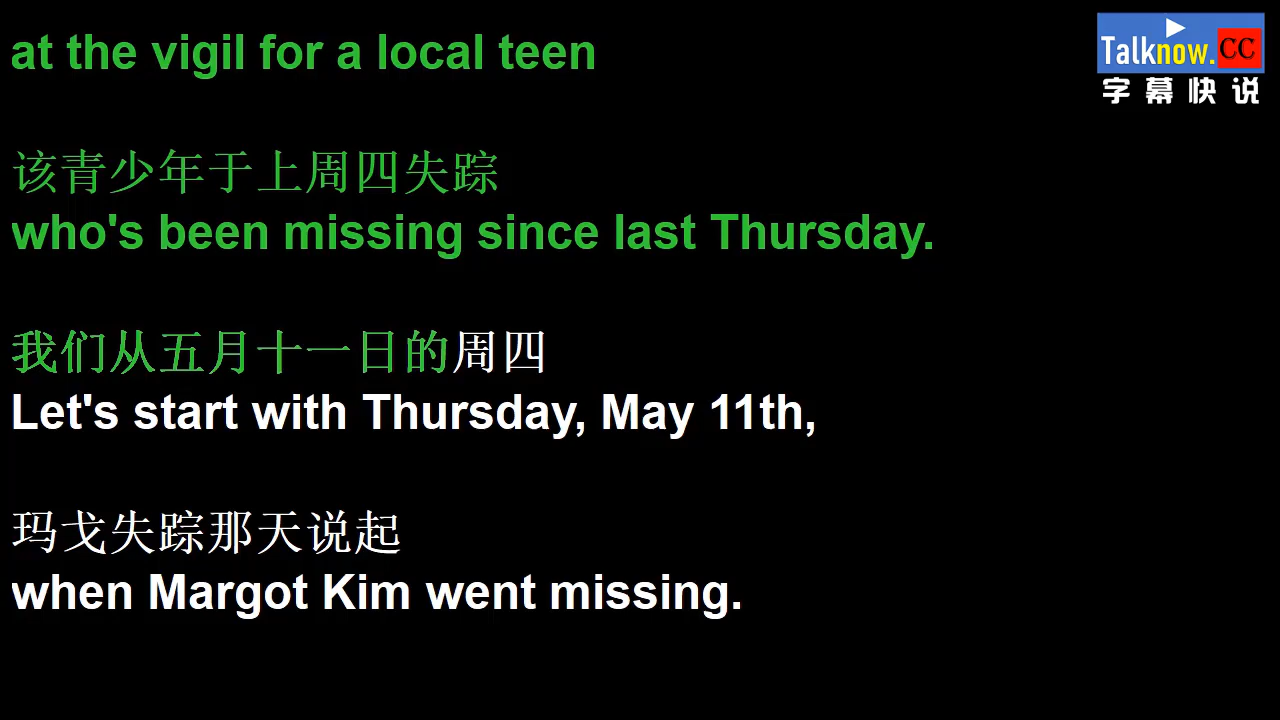 at the vigil for a local teen
Talknow.CC
字幕快说
该青少年于上周四失踪
who's been missing since last Thursday.
我们从五月十一日的周四
Let's start with Thursday, May 11th,
玛戈失踪那天说起
when Margot Kim went missing.